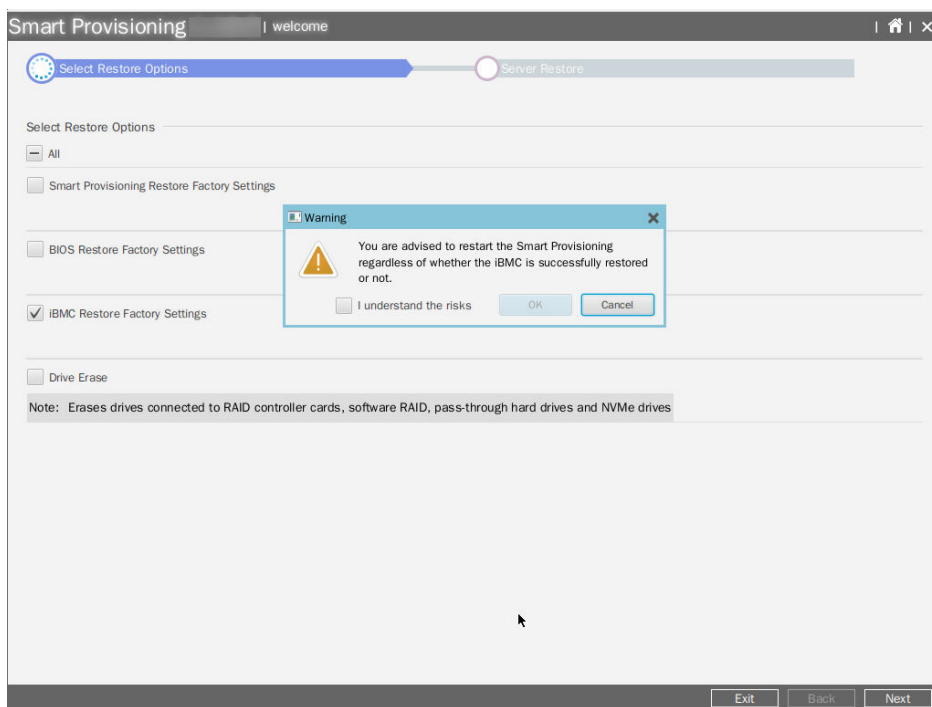 Smart Provisioning | welcome
Select Restore Options
Server Restore
Select Restore Options
All
Smart Provisioning Restore Factory Settings
BIOS Restore Factory Settings
iBMC Restore Factory Settings
Drive Erase
Note: Erases drives connected to RAID controller cards, software RAID, pass-through hard drives and NVMe drives
Warning
You are advised to restart the Smart Provisioning
regardless of whether the iBMC is successfully restored
or not.
I understand the risks
OK
Cancel
Exit
Back
Next